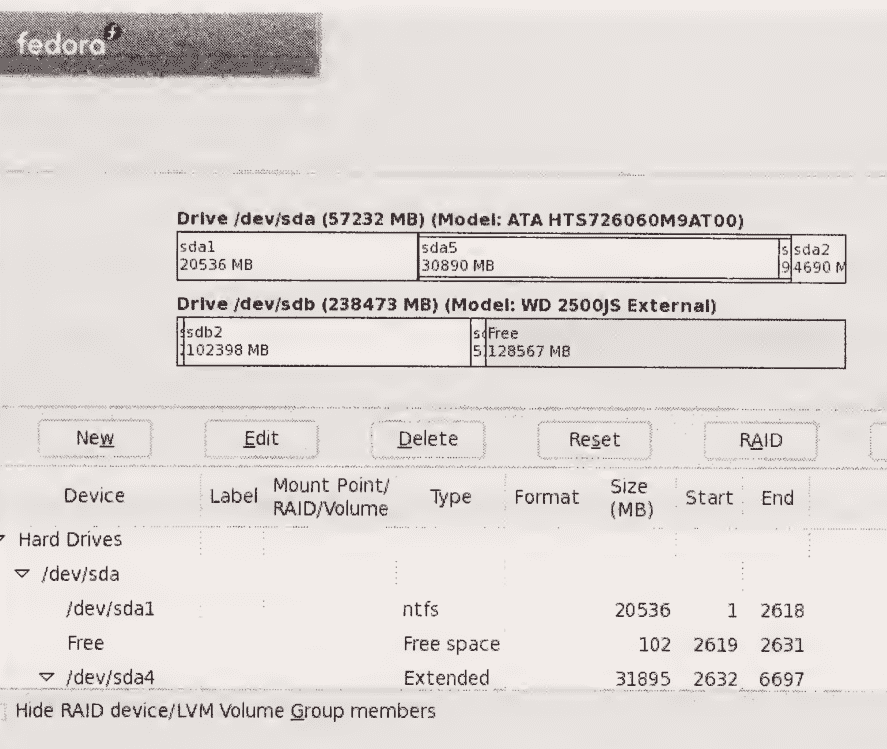 fedora
Drive /dev/sda (57232 MB) (Model: ATA HTS726060M9AT00)
sda1 sda5 s sda2
20536 MB 30890 MB 9 4690 M
Drive /dev/sdb (238473 MB) (Model: WD 2500JS External)
sdb2 Free
102398 MB 5 128567 MB
New Edit Delete Reset RAID
Device Label Mount Point/ RAID/Volume Type Format Size (MB) Start End
Hard Drives
/dev/sda
/dev/sda1 ntfs 20536 1 2618
Free Free space 102 2619 2631
/dev/sda4 Extended 31895 2632 6697
Hide RAID device/LVM Volume Group members